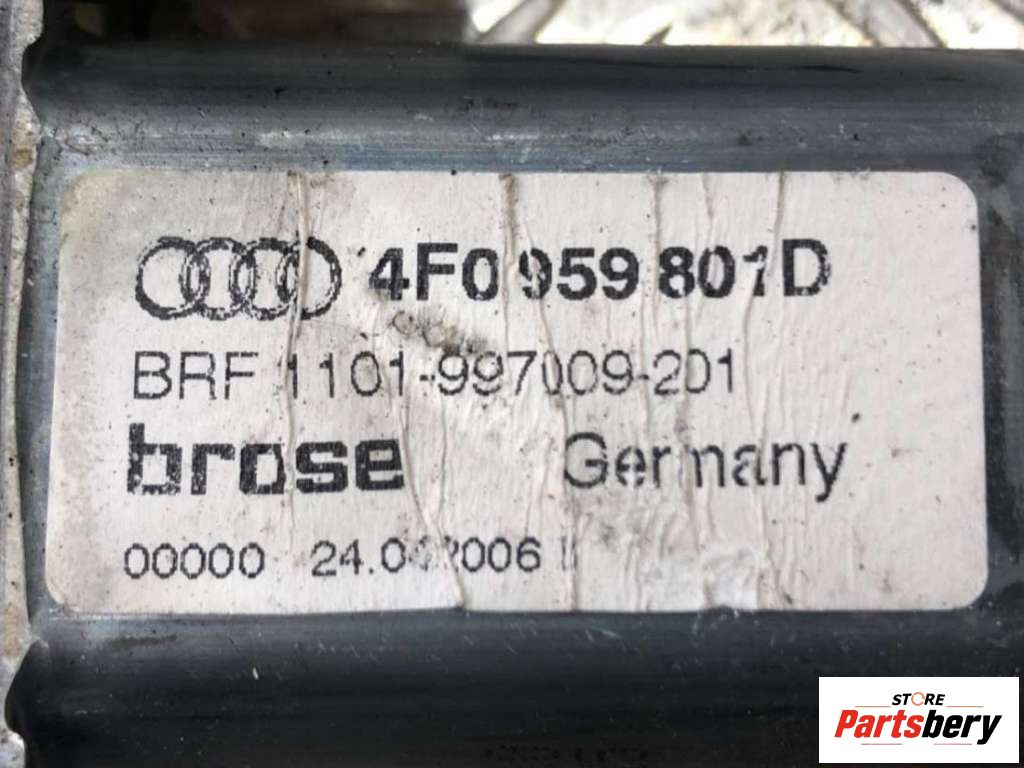 4F0 959 801D
BRF 1101-997009-201
brose Germany
00000
STORE
Partsbery